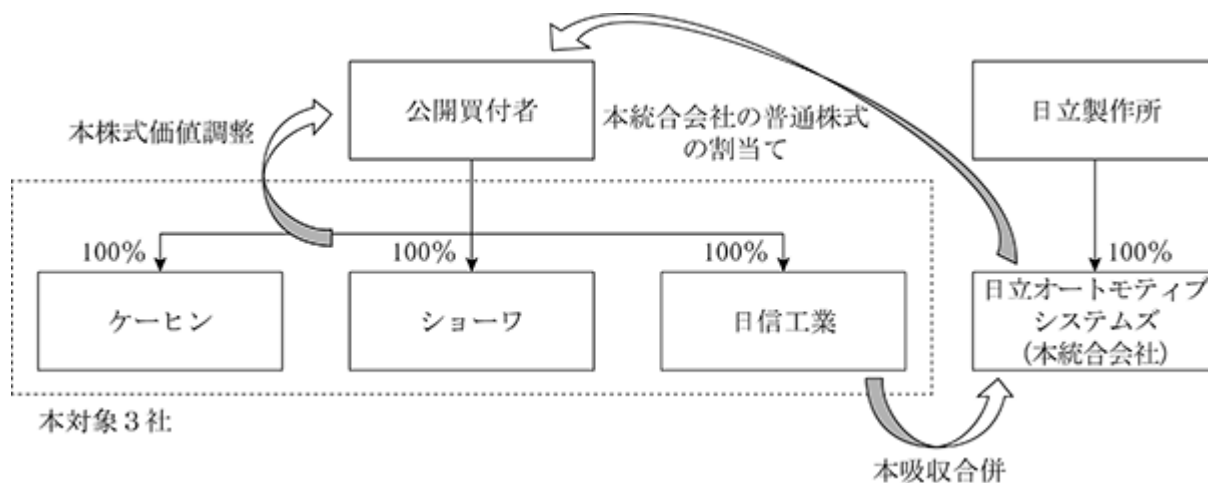 公開買付者
本統合会社の普通株式
の割当て
日立製作所
本株式価値調整
100%
100%
100%
100%
ケーヒン
ショーワ
日信工業
日立オートモティブ
システムズ
(本統合会社)
本対象3社
本吸収合併